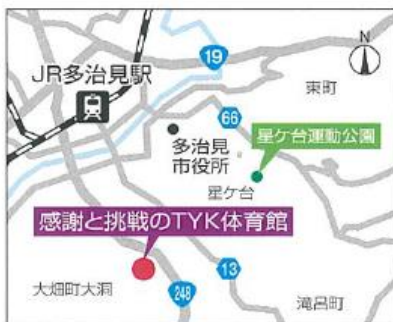 N
19
JR多治見駅
東町
66
多治見
市役所
星ケ台運動公園
星ケ台
感謝と挑戦のTYK体育館
13
大畑町大洞
248
滝呂町